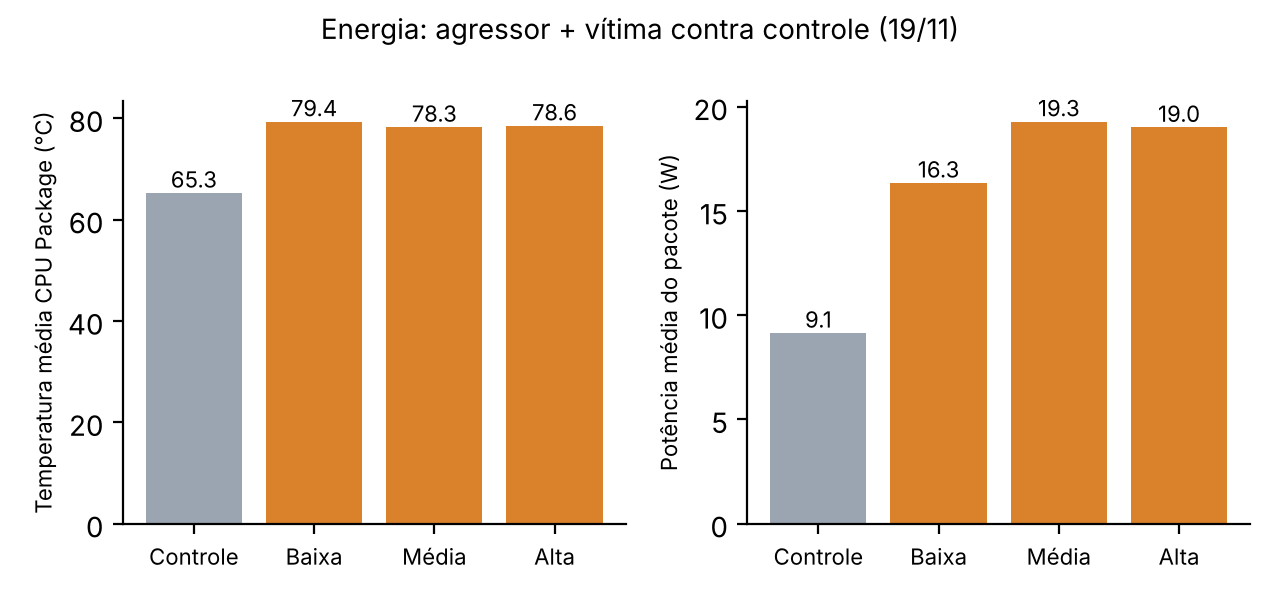 Energia: agressor + vítima contra controle (19/11)
Temperatura média CPU Package (°C)
80
60
40
20
0
65.3
79.4
78.3
78.6
Controle
Baixa
Média
Alta
Potência média do pacote (W)
20
15
10
5
0
9.1
16.3
19.3
19.0
Controle
Baixa
Média
Alta